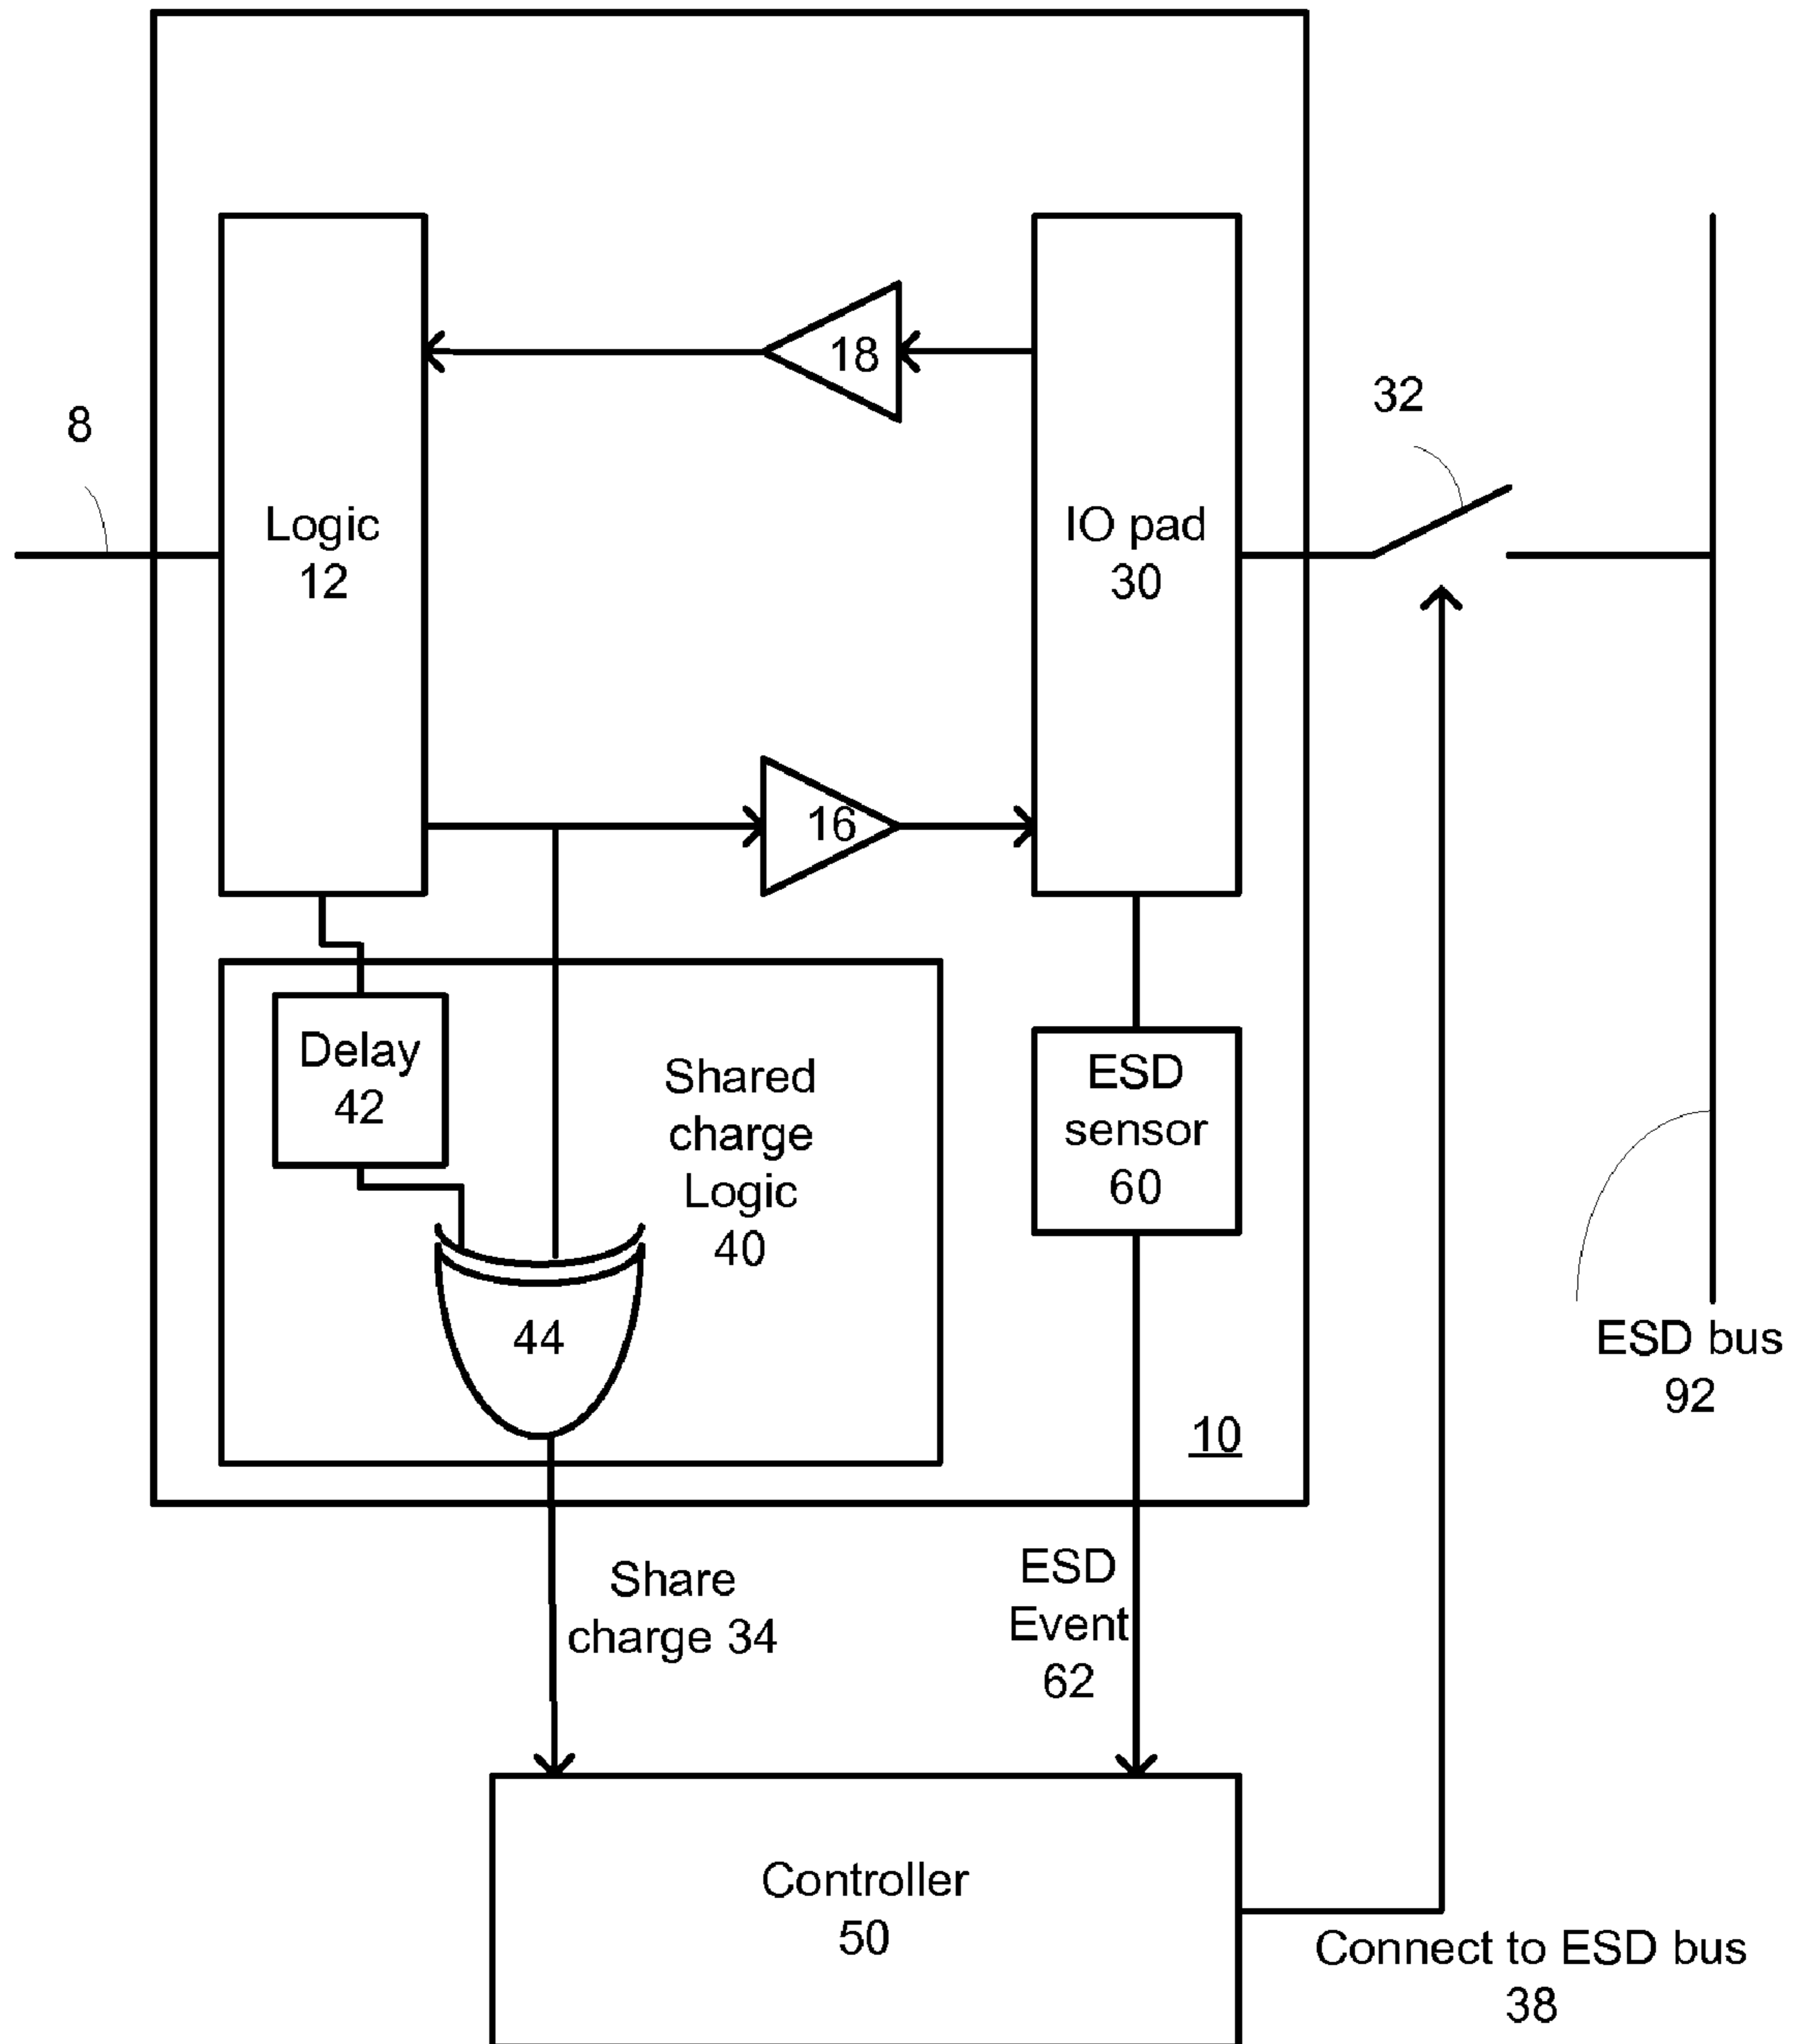 18
32
8
Logic
12
IO pad
30
16
Delay
42
Shared
charge
Logic
40
ESD
sensor
60
44
ESD bus
92
10
Share
charge 34
ESD
Event
62
Controller
50
Connect to ESD bus
38